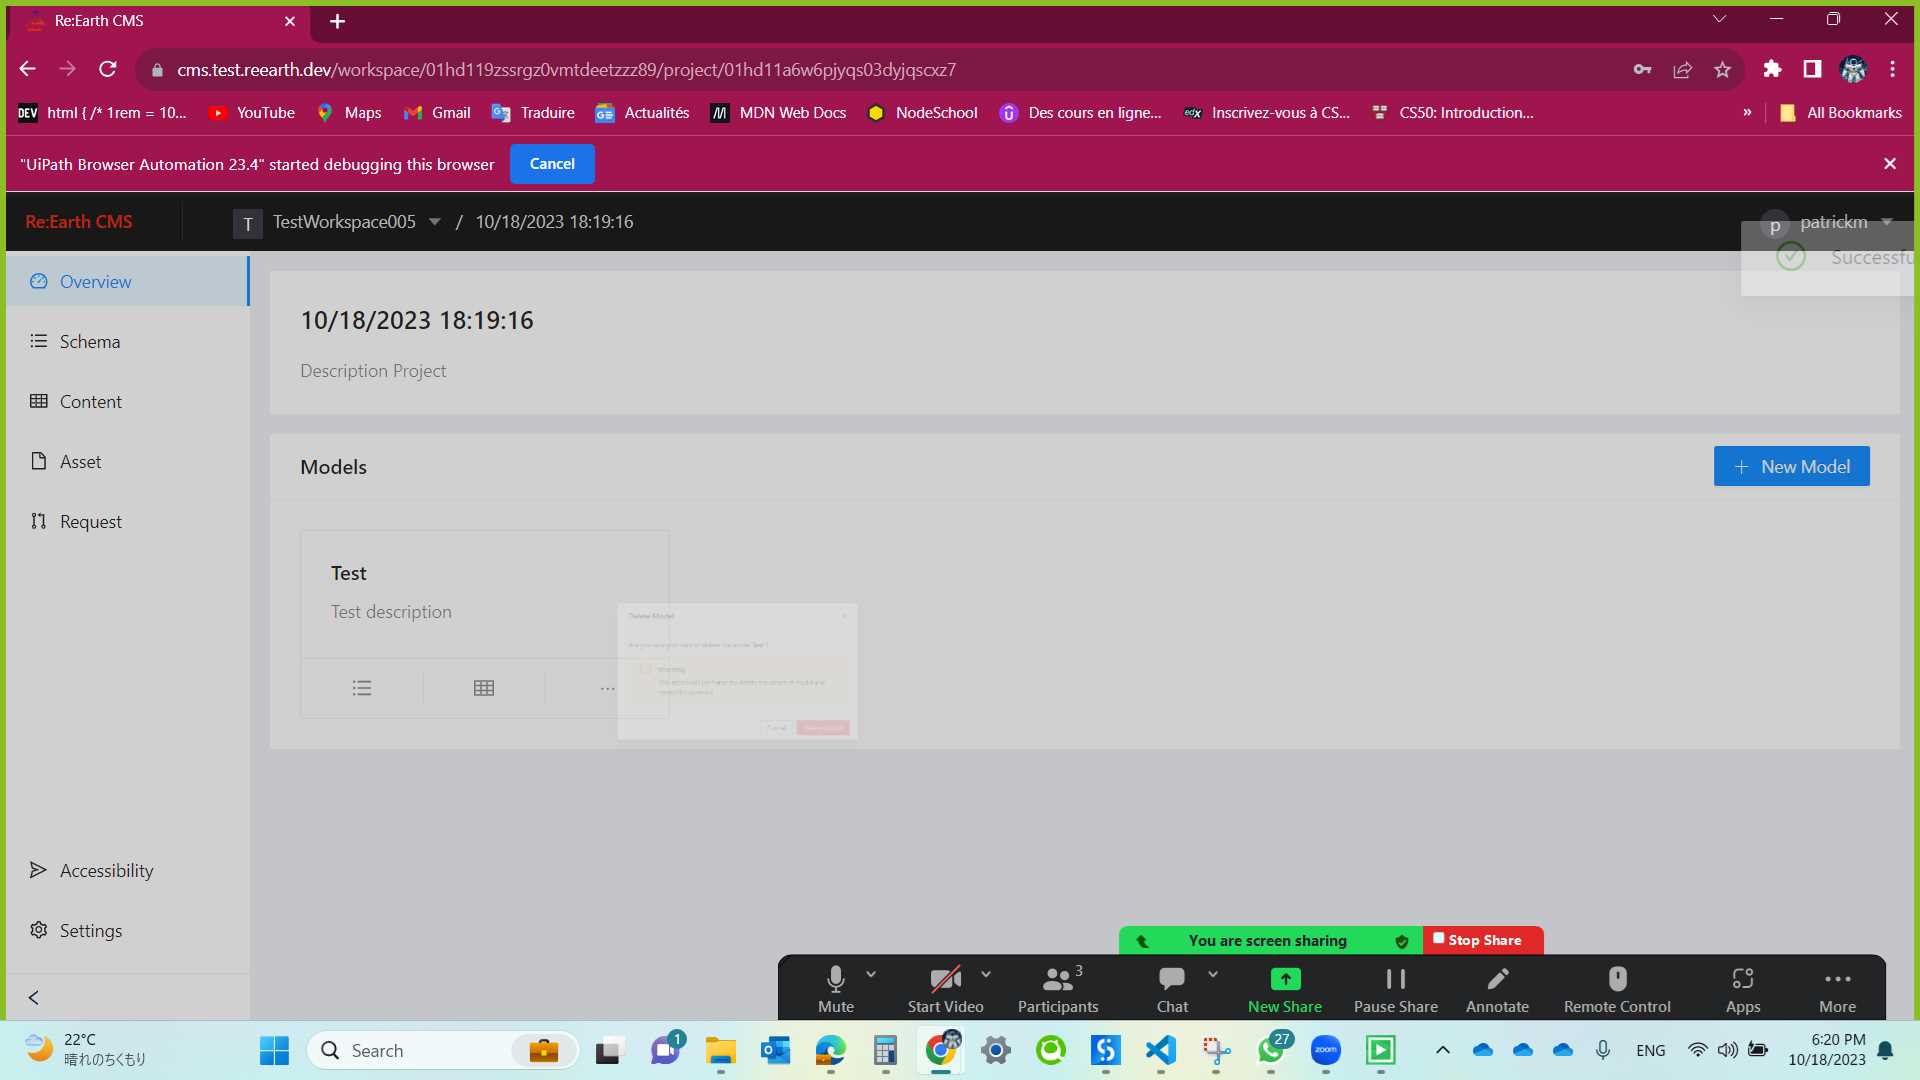 Re:Earth CMS
cms.test.reearth.dev/workspace/01hd119zssrgz0vmtdeetzzz89/project/01hd11a6w6pjyqs03dyjqscxz7
DEV html { /* 1rem = 10... YouTube Maps Gmail Traduire Actualités MDN Web Docs NodeSchool Des cours en ligne... edX Inscrivez-vous à CS... CS50: Introduction... » All Bookmarks
"UiPath Browser Automation 23.4" started debugging this browser Cancel
Re:Earth CMS T TestWorkspace005 / 10/18/2023 18:19:16 p patrickm
Successfu
Overview
10/18/2023 18:19:16
Schema
Description Project
Content
Asset
Models + New Model
Request
Test
Test description
Delete Model
Accessibility
Settings
You are screen sharing Stop Share
Mute Start Video Participants 3 Chat New Share Pause Share Annotate Remote Control Apps More
22°C
晴れのちくもり
Search
1
27
zoom
ENG
6:20 PM
10/18/2023